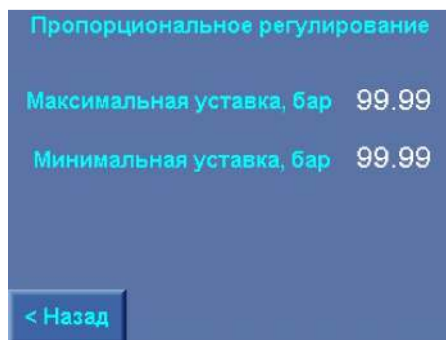 Пропорциональное регулирование
Максимальная уставка, бар 99.99
Минимальная уставка, бар 99.99
< Назад